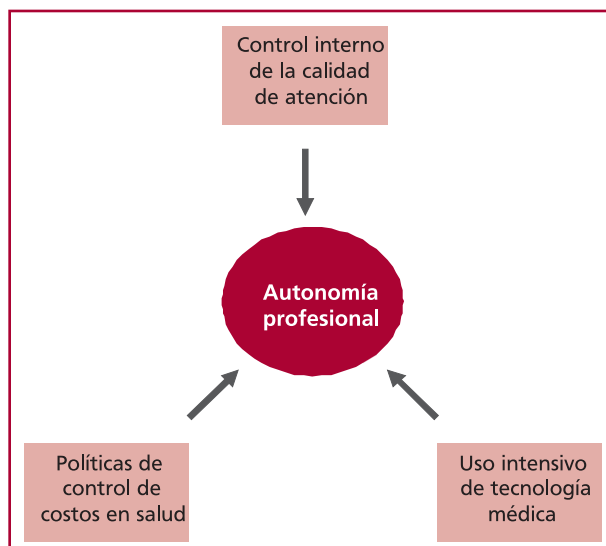 Control interno
de la calidad
de atención
Autonomía
profesional
Políticas de
control de
costos en salud
Uso intensivo
de tecnología
médica